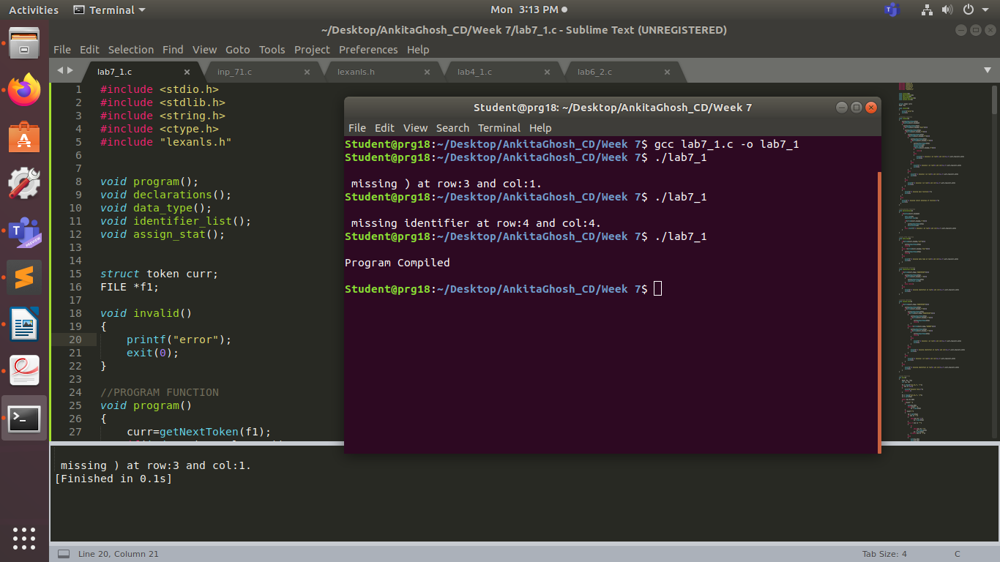 Activities Terminal Mon 3:13 PM
~/Desktop/AnkitaGhosh_CD/Week 7/lab7_1.c - Sublime Text (UNREGISTERED)
File Edit Selection Find View Goto Tools Project Preferences Help
lab7_1.c inp_71.c lexanls.h lab4_1.c lab6_2.c
1 #include <stdio.h>
2 #include <stdlib.h>
3 #include <string.h>
4 #include <ctype.h>
5 #include "lexanls.h"
6
7
8 void program();
9 void declarations();
10 void data_type();
11 void identifier_list();
12 void assign_stat();
13
14
15 struct token curr;
16 FILE *f1;
17
18 void invalid()
19 {
20 printf("error");
21 exit(0);
22 }
23
24 //PROGRAM FUNCTION
25 void program()
26 {
27 curr=getNextToken(f1);
Student@prg18: ~/Desktop/AnkitaGhosh_CD/Week 7
File Edit View Search Terminal Help
Student@prg18:~/Desktop/AnkitaGhosh_CD/Week 7$ gcc lab7_1.c -o lab7_1
Student@prg18:~/Desktop/AnkitaGhosh_CD/Week 7$ ./lab7_1
missing ) at row:3 and col:1.
Student@prg18:~/Desktop/AnkitaGhosh_CD/Week 7$ ./lab7_1
missing identifier at row:4 and col:4.
Student@prg18:~/Desktop/AnkitaGhosh_CD/Week 7$ ./lab7_1
Program Compiled
Student@prg18:~/Desktop/AnkitaGhosh_CD/Week 7$
missing ) at row:3 and col:1.
[Finished in 0.1s]
Line 20, Column 21 Tab Size: 4 C